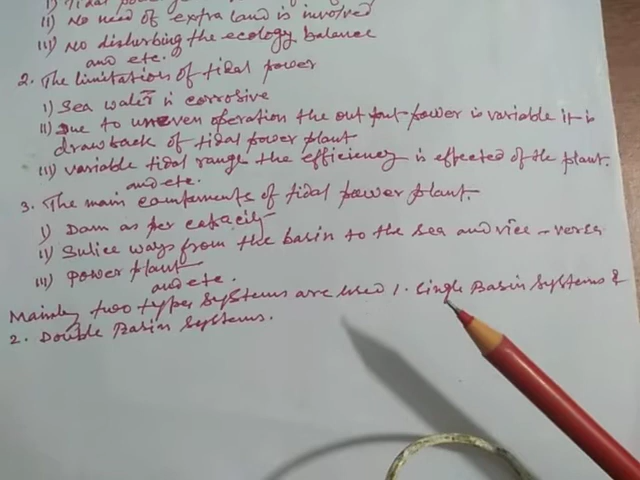 ii) No need of extra land is involved
iii) No disturbing the ecology balance
and etc.
2. The limitations of tidal power
i) Sea water is corrosive
ii) Due to uneven operation the out put power is variable it is
drawback of tidal power plant
iii) variable tidal range the efficiency is effected of the plant.
and etc.
3. The main componments of tidal power plant.
i) Dam as per capacity
ii) Sulice ways from the basin to the sea and vice-versa
iii) power plant
and etc.
Mainley two types systems are used 1. Single Basin Systems &
2. Double Basin Systems.